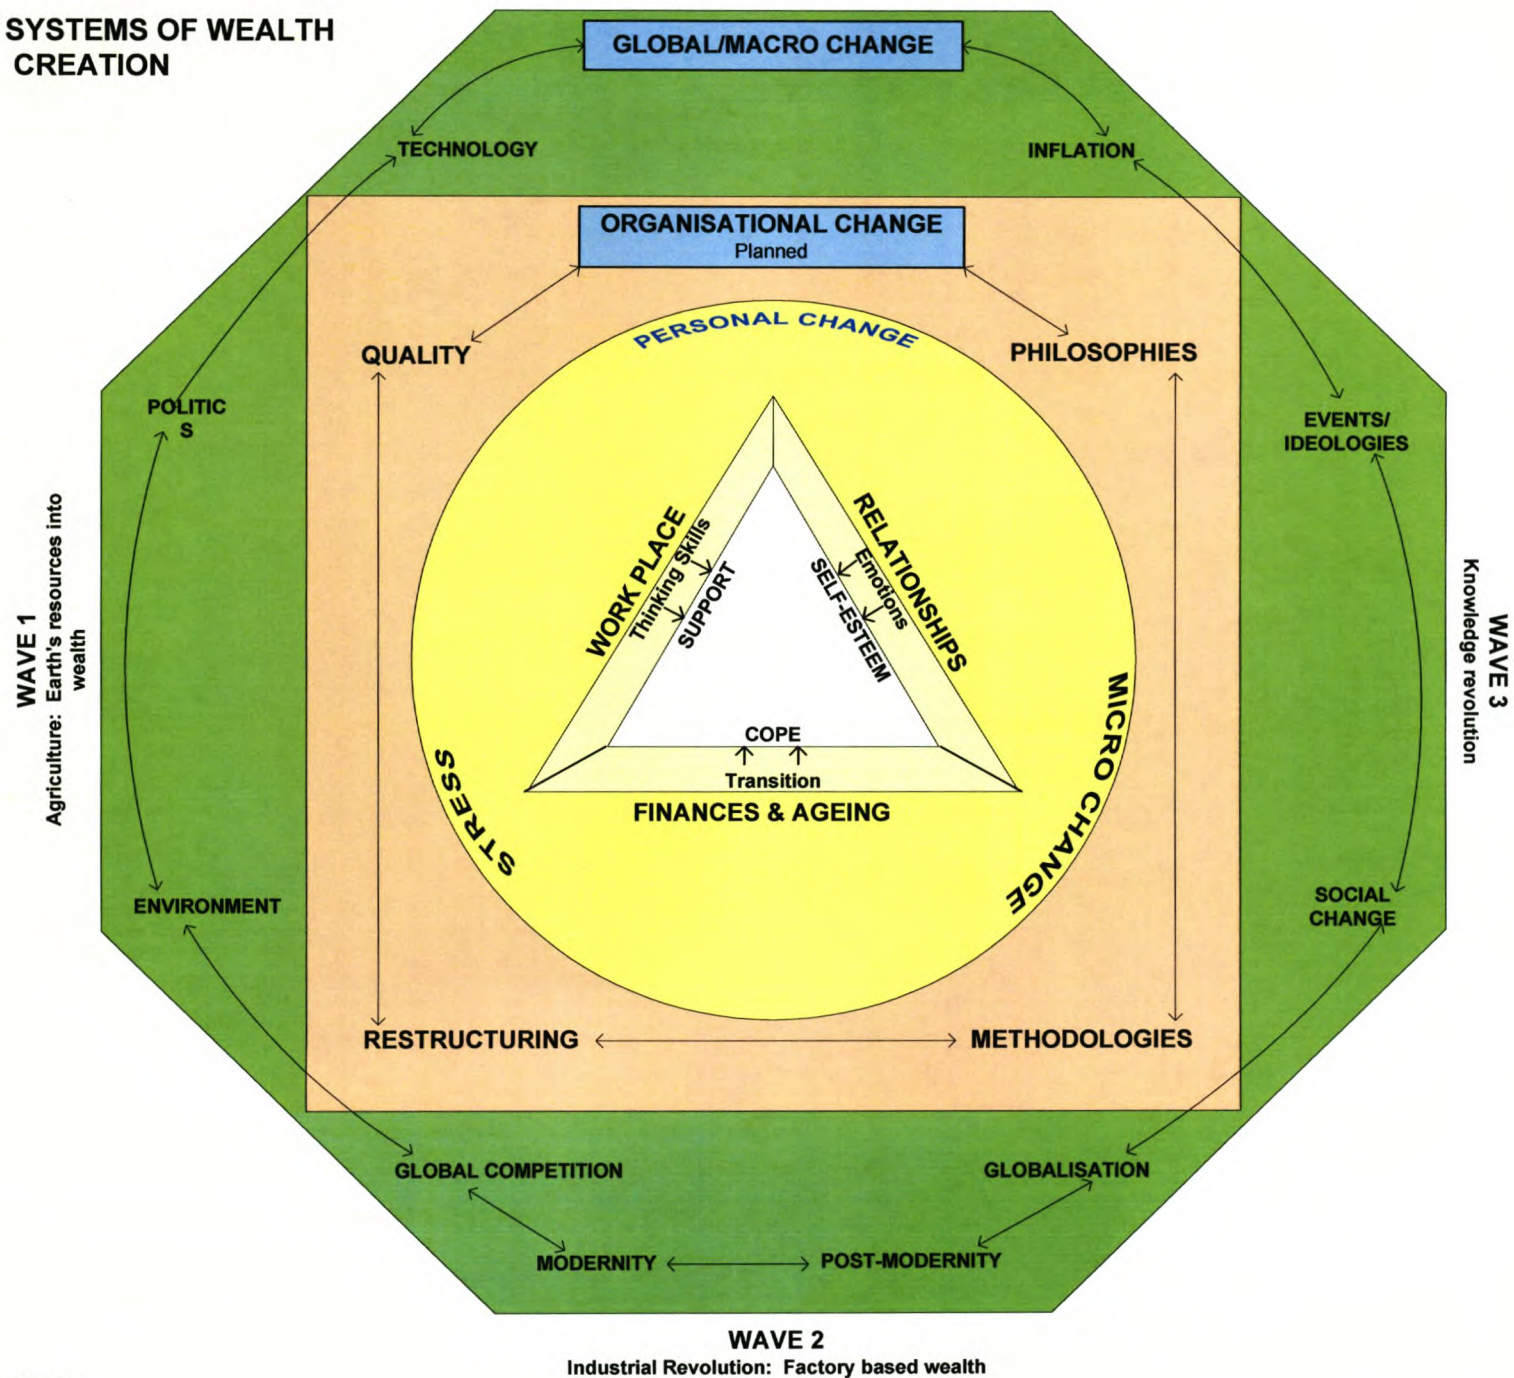 SYSTEMS OF WEALTH
CREATION
GLOBAL/MACRO CHANGE
TECHNOLOGY
INFLATION
ORGANISATIONAL CHANGE
Planned
PERSONAL CHANGE
QUALITY
PHILOSOPHIES
POLITIC
S
EVENTS/
IDEOLOGIES
WORK PLACE
Thinking Skills
SUPPORT
RELATIONSHIPS
Emotions
SELF-ESTEEM
COPE
Transition
FINANCES & AGEING
STRESS
MICRO CHANGE
WAVE 1
Agriculture: Earth's resources into
wealth
WAVE 3
Knowledge revolution
ENVIRONMENT
SOCIAL
CHANGE
RESTRUCTURING
METHODOLOGIES
GLOBAL COMPETITION
GLOBALISATION
MODERNITY
POST-MODERNITY
WAVE 2
Industrial Revolution: Factory based wealth